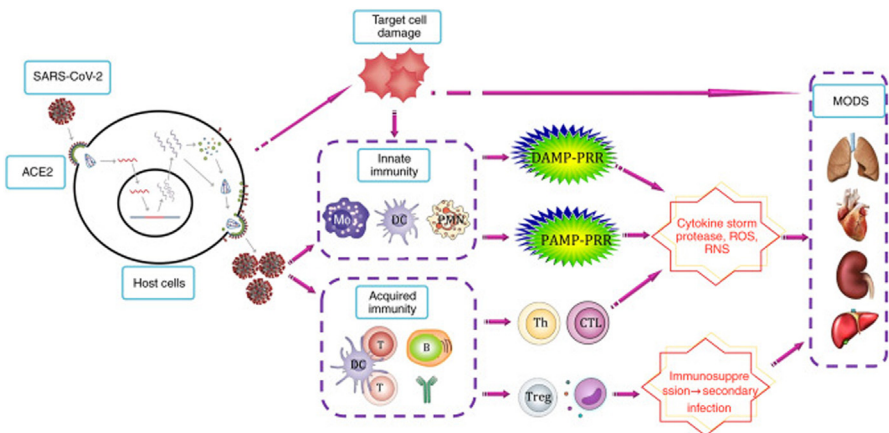 Target cell
damage
SARS-CoV-2
MODS
ACE2
Innate
immunity
DAMP-PRR
Mo
DC
PMN
PAMP-PRR
Cytokine storm
protease, ROS,
RNS
Host cells
Acquired
immunity
Th
CTL
T
B
DC
T
Treg
Immunosuppre
ssion→secondary
infection